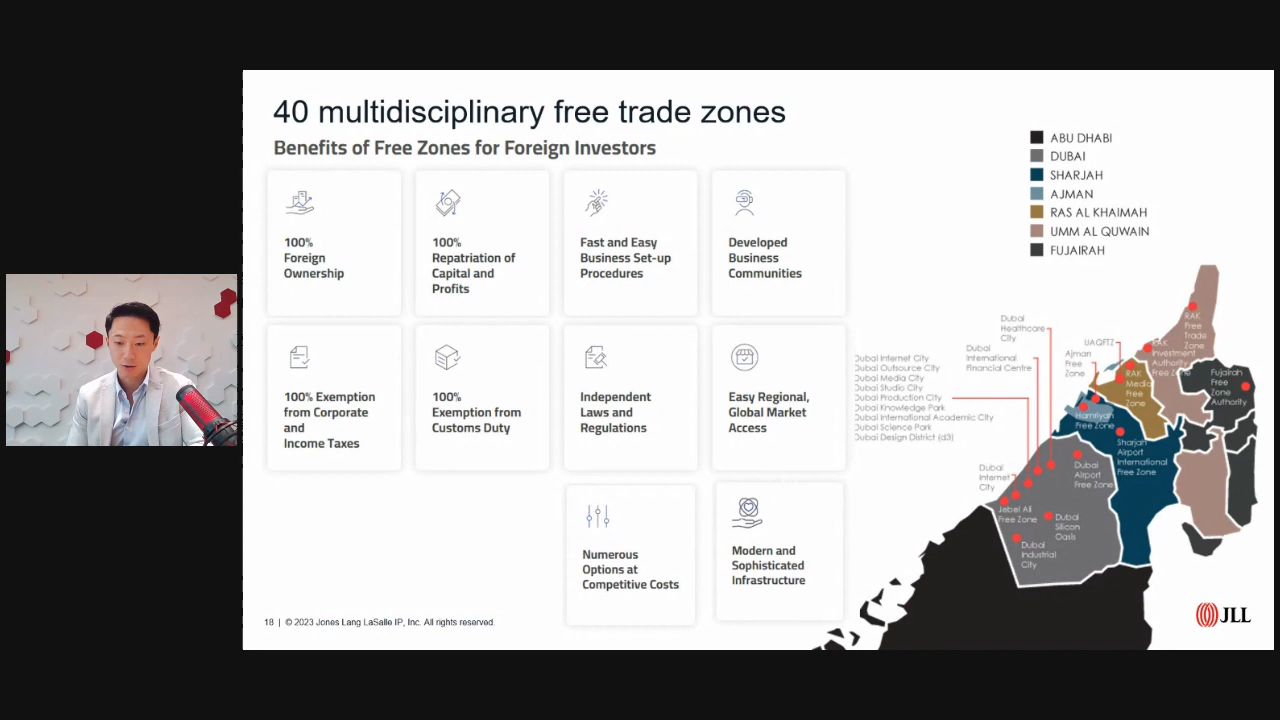 40 multidisciplinary free trade zones
Benefits of Free Zones for Foreign Investors
100%
Foreign
Ownership
100%
Repatriation of
Capital and
Profits
Fast and Easy
Business Set-up
Procedures
Developed
Business
Communities
100% Exemption
from Corporate
and
Income Taxes
100%
Exemption from
Customs Duty
Independent
Laws and
Regulations
Easy Regional,
Global Market
Access
Numerous
Options at
Competitive Costs
Modern and
Sophisticated
Infrastructure
ABU DHABI
DUBAI
SHARJAH
AJMAN
RAS AL KHAIMAH
UMM AL QUWAIN
FUJAIRAH
Dubai
Healthcare
City
Dubai
International
Financial Centre
UAQFTZ
Ajman
Free
Zone
RAK
Free
Trade
Zone
RAK
Investment
Authority
Free Zone
RAK
Media
Free
Zone
Fujairah
Free
Zone
Authority
Dubai Internet City
Dubai Outsource City
Dubai Media City
Dubai Studio City
Dubai Production City
Dubai Knowledge Park
Dubai International Academic City
Dubai Science Park
Dubai Design District (d3)
Hamriyah
Free Zone
Sharjah
Airport
International
Free Zone
Dubai
Internet
City
Dubai
Airport
Free Zone
Jebel Ali
Free Zone
Dubai
Silicon
Oasis
Dubai
Industrial
City
18 | © 2023 Jones Lang LaSalle IP, Inc. All rights reserved.
JLL